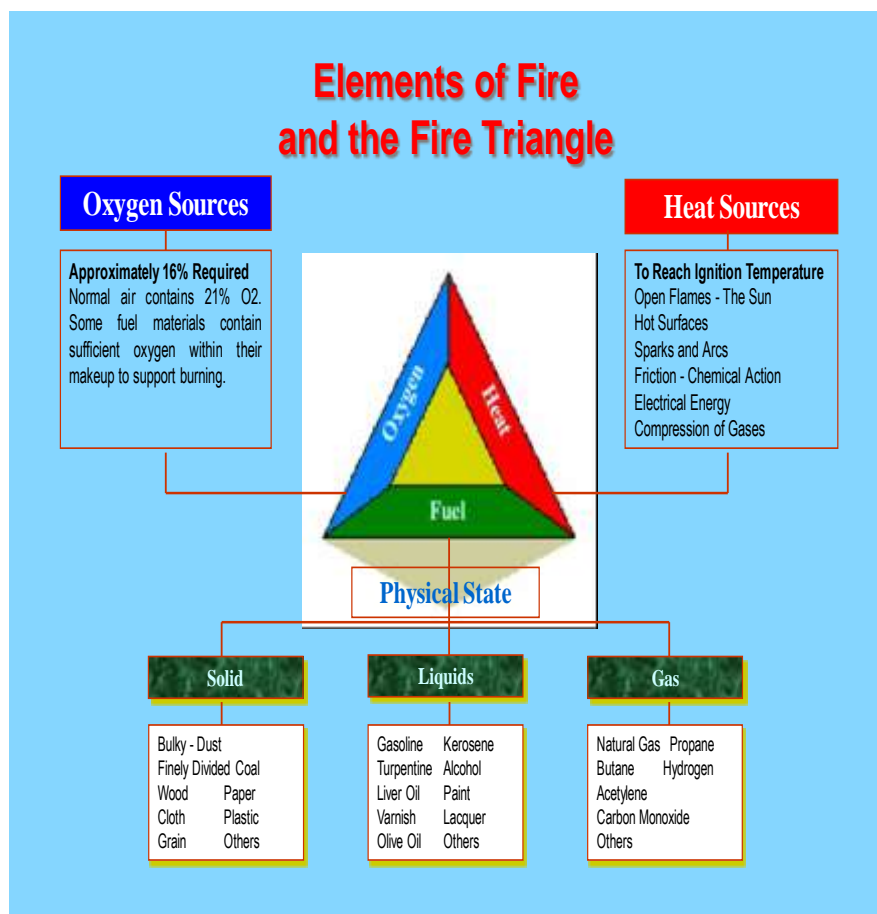 Elements of Fire
and the Fire Triangle
Oxygen Sources
Approximately 16% Required
Normal air contains 21% O2.
Some fuel materials contain
sufficient oxygen within their
makeup to support burning.
Heat Sources
To Reach Ignition Temperature
Open Flames - The Sun
Hot Surfaces
Sparks and Arcs
Friction - Chemical Action
Electrical Energy
Compression of Gases
Oxygen
Heat
Fuel
Physical State
Solid
Bulky - Dust
Finely Divided Coal
Wood Paper
Cloth Plastic
Grain Others
Liquids
Gasoline Kerosene
Turpentine Alcohol
Liver Oil Paint
Varnish Lacquer
Olive Oil Others
Gas
Natural Gas Propane
Butane Hydrogen
Acetylene
Carbon Monoxide
Others